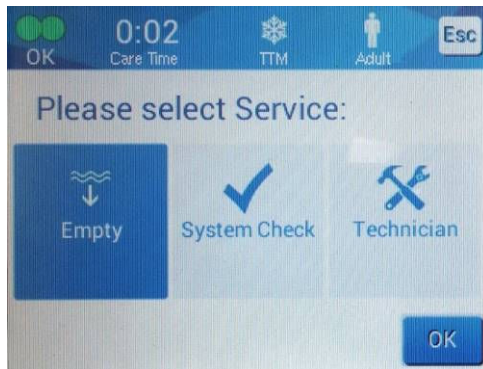 0:02
Esc
OK
Care Time
TTM
Adult
Please select Service:
Empty
System Check
Technician
OK